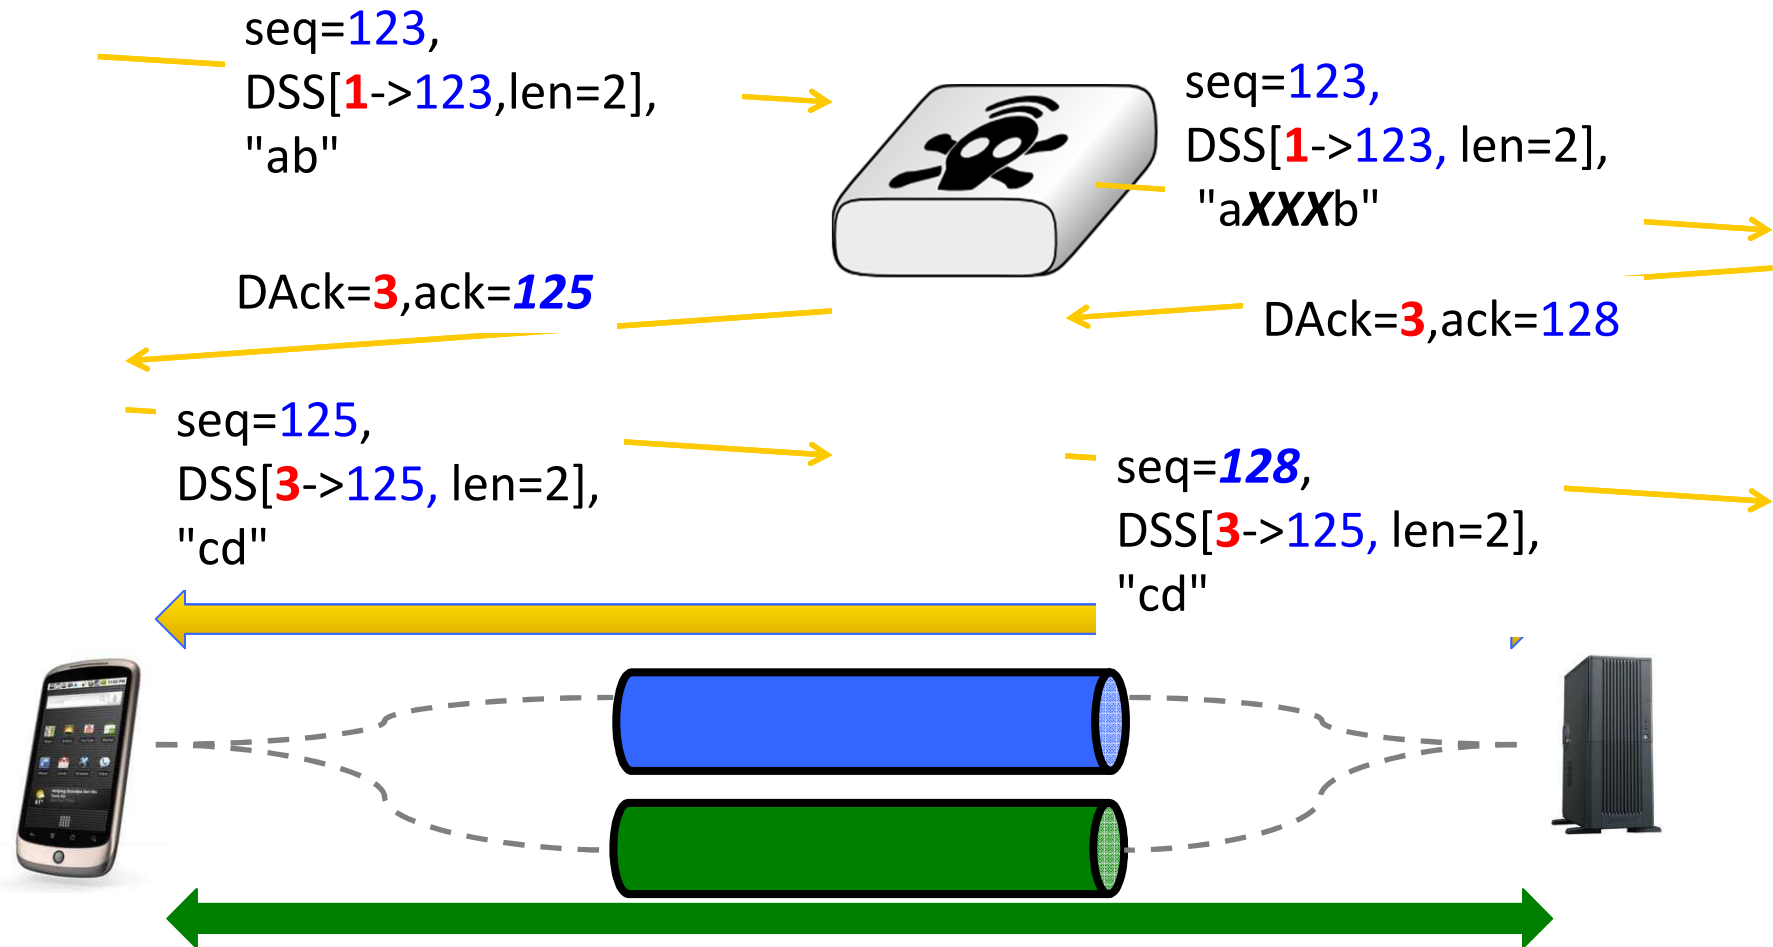 seq=123,
DSS[1->123,len=2],
"ab"
seq=123,
DSS[1->123, len=2],
"aXXXb"
DAck=3,ack=125
DAck=3,ack=128
seq=125,
DSS[3->125, len=2],
"cd"
seq=128,
DSS[3->125, len=2],
"cd"